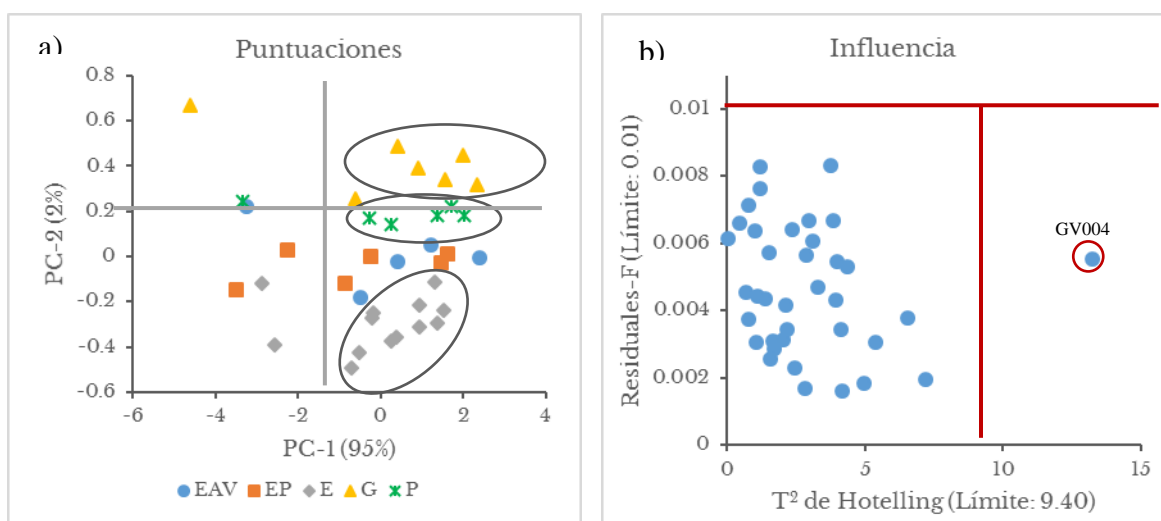 a)
Puntuaciones
0.8
0.6
0.4
0.2
0
-0.2
-0.4
-0.6
-6
-4
-2
0
2
4
PC-2 (2%)
PC-1 (95%)
EAV EP E G P
b)
Influencia
0.01
0.008
0.006
0.004
0.002
0
0
5
10
15
GV004
Residuales-F (Límite: 0.01)
T² de Hotelling (Límite: 9.40)